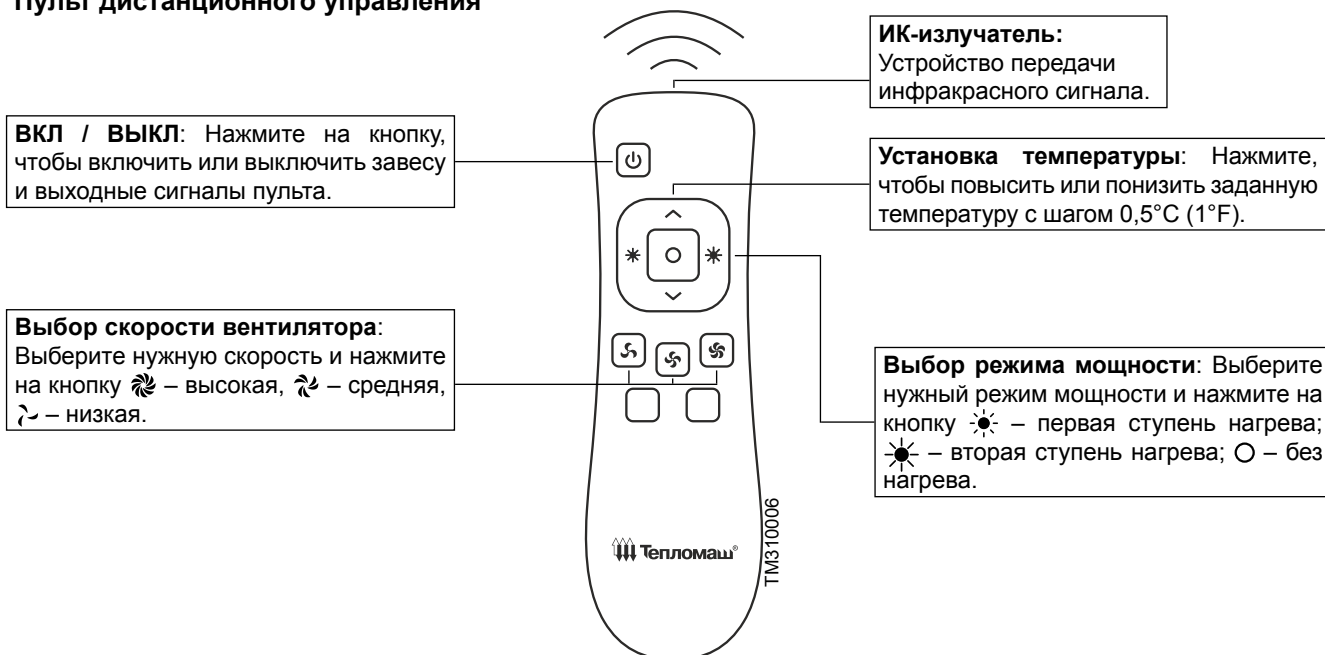 Пульт дистанционного управления
ИК-излучатель:
Устройство передачи
инфракрасного сигнала.
ВКЛ / ВЫКЛ: Нажмите на кнопку,
чтобы включить или выключить завесу
и выходные сигналы пульта.
Установка температуры: Нажмите,
чтобы повысить или понизить заданную
температуру с шагом 0,5°C (1°F).
Выбор скорости вентилятора:
Выберите нужную скорость и нажмите
на кнопку – высокая, – средняя,
– низкая.
Выбор режима мощности: Выберите
нужный режим мощности и нажмите на
кнопку – первая ступень нагрева;
– вторая ступень нагрева; – без
нагрева.
Тепломаш®
TM310006